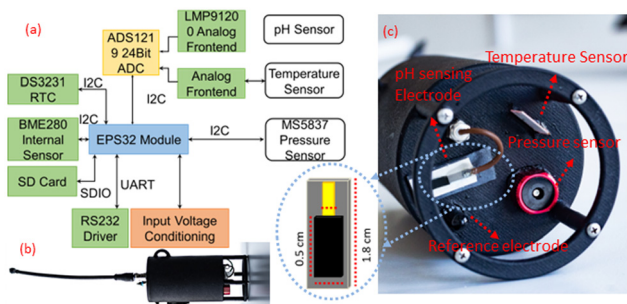 (a)
LMP9120
0 Analog
Frontend
pH Sensor
ADS121
9 24Bit
ADC
Analog
Frontend
Temperature
Sensor
DS3231
RTC
I2C
I2C
I2C
BME280
Internal
Sensor
EPS32 Module
I2C
MS5837
Pressure
Sensor
SD Card
SDIO
UART
RS232
Driver
Input Voltage
Conditioning
(b)
0.5 cm
1.8 cm
(c)
Temperature Sensor
pH sensing
Electrode
Pressure sensor
Reference electrode